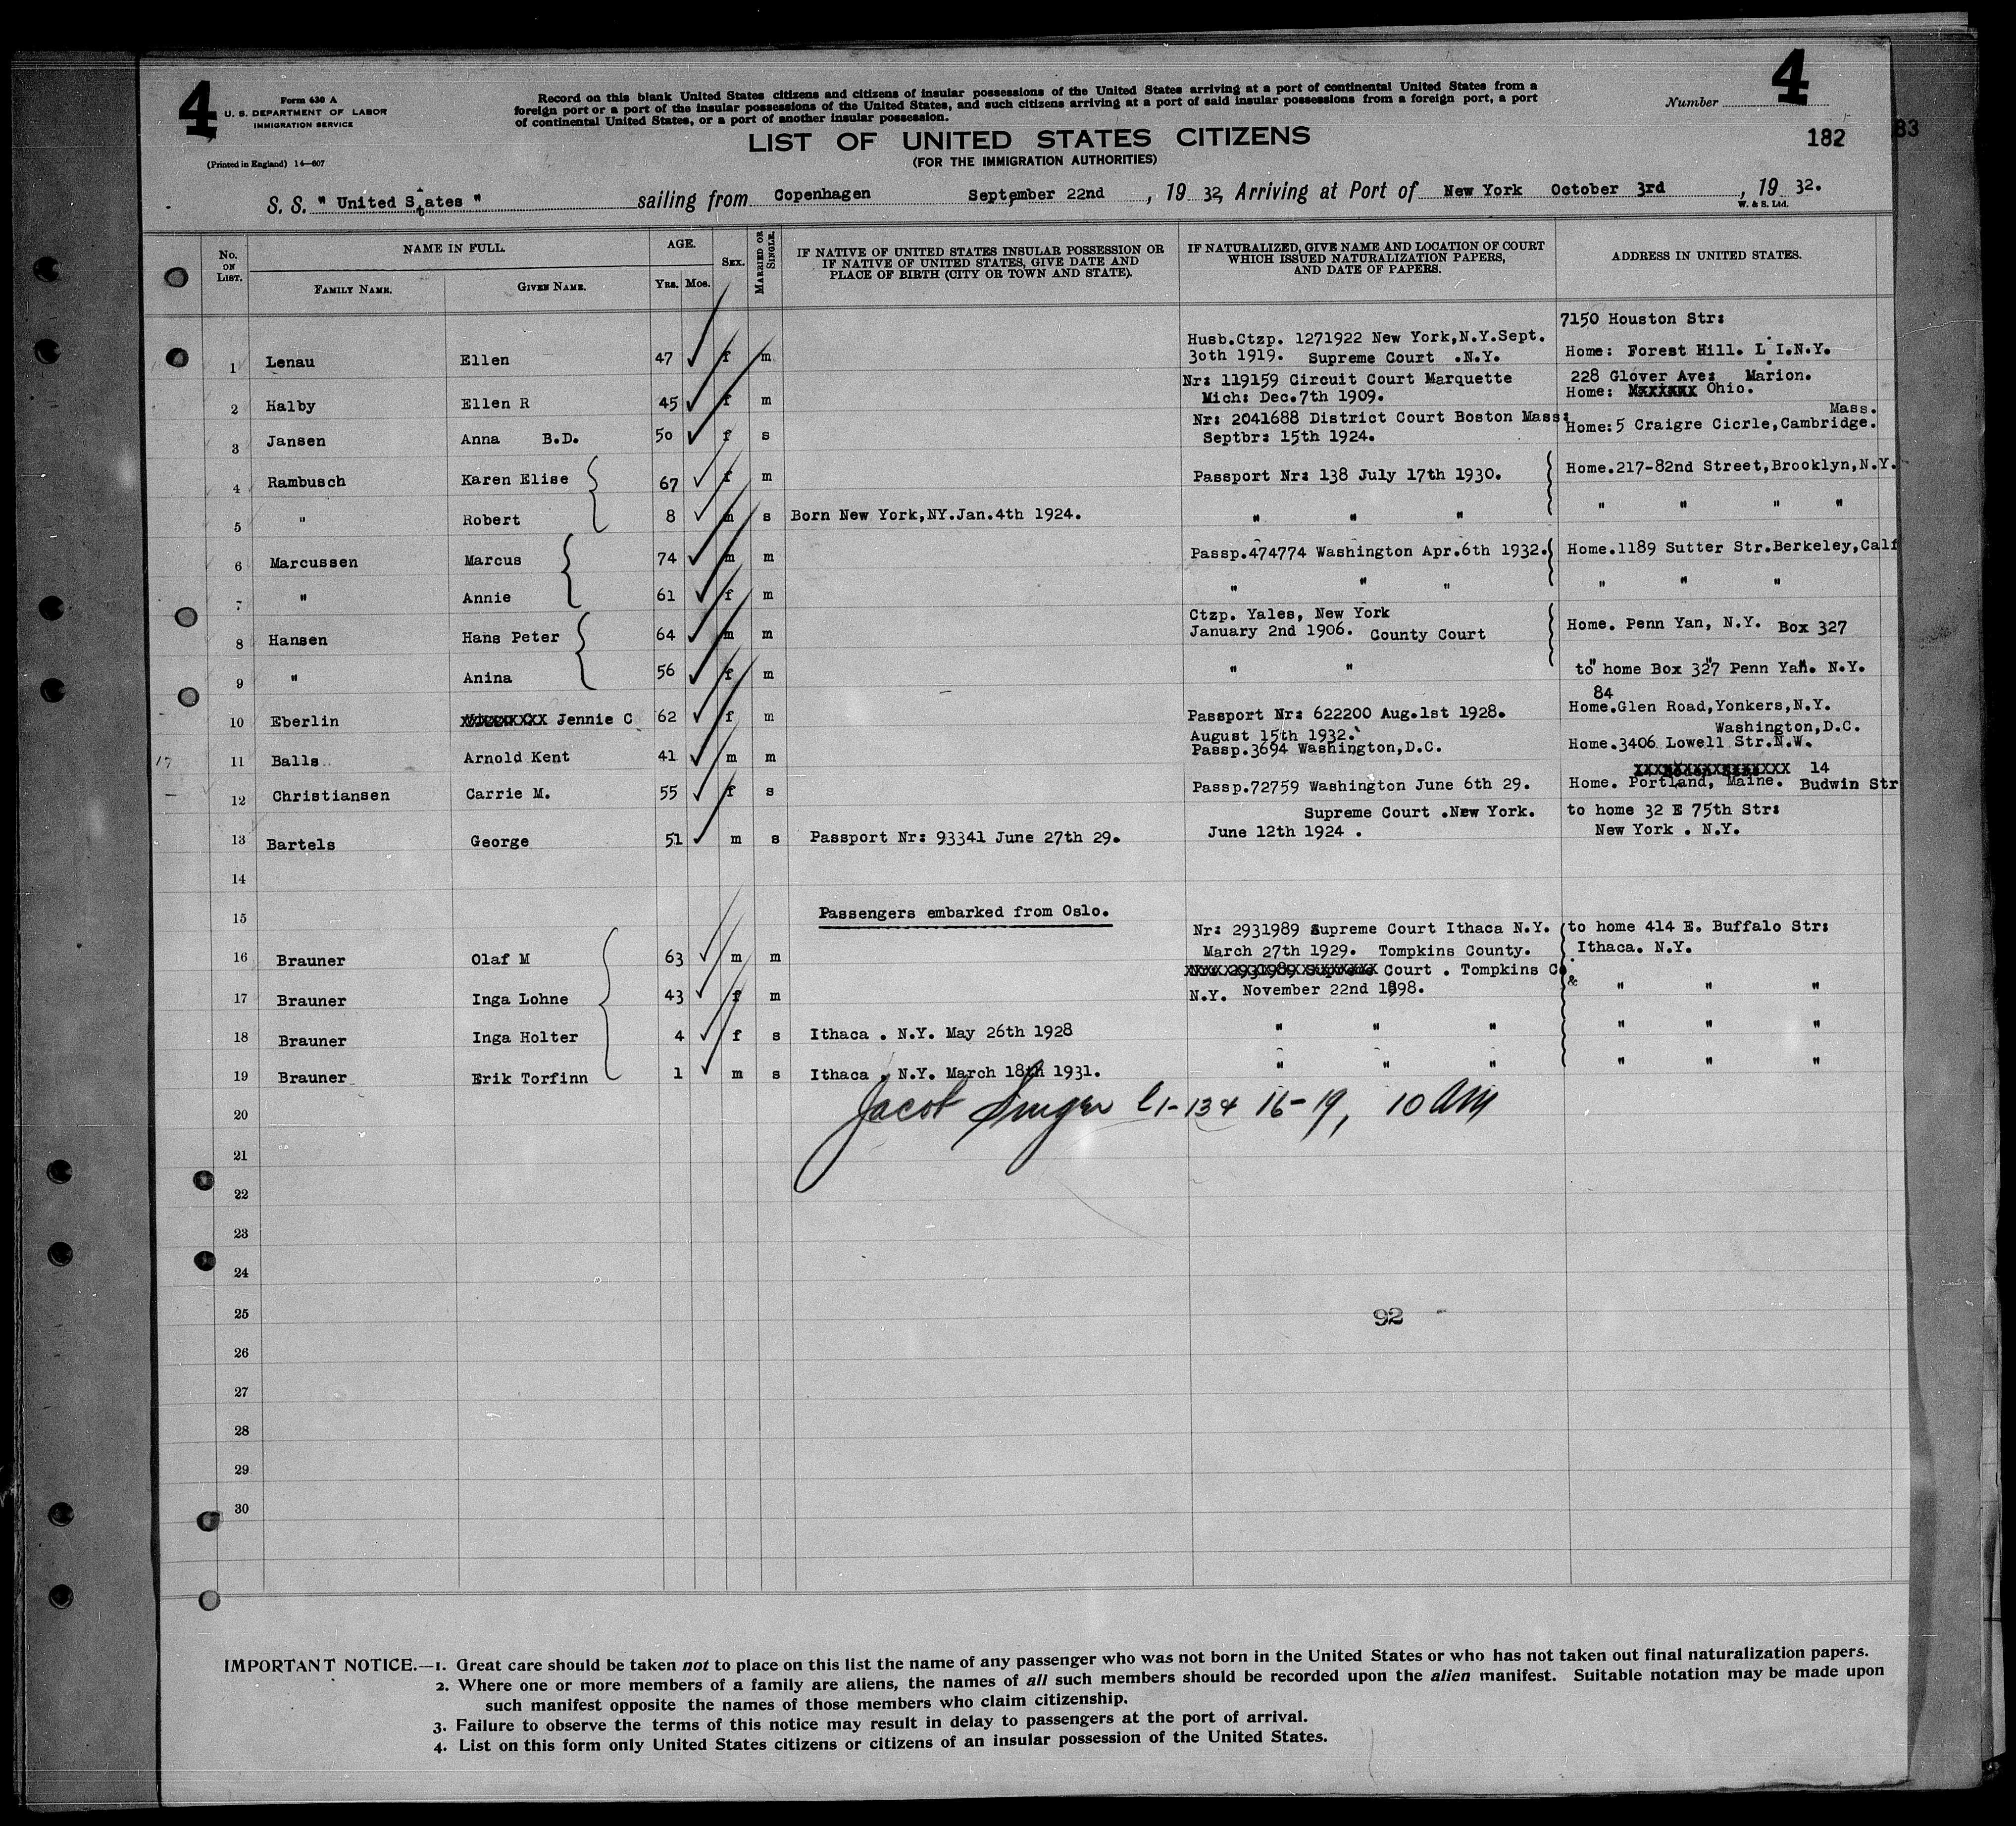 4
Form 630 A
U. S. DEPARTMENT OF LABOR
IMMIGRATION SERVICE
(Printed in England) 14—607
Record on this blank United States citizens and citizens of insular possessions of the United States arriving at a port of continental United States from a
foreign port or a port of the insular possessions of the United States, and such citizens arriving at a port of said insular possessions from a foreign port, a port
of continental United States, or a port of another insular possession.
Number 4
182 83
LIST OF UNITED STATES CITIZENS
(FOR THE IMMIGRATION AUTHORITIES)
S. S. " United States " sailing from Copenhagen September 22nd , 19 32, Arriving at Port of New York October 3rd , 19 32.
W. & S. Ltd.
No. ON LIST. NAME IN FULL. AGE. SEX. MARRIED OR SINGLE. IF NATIVE OF UNITED STATES INSULAR POSSESSION OR IF NATIVE OF UNITED STATES, GIVE DATE AND PLACE OF BIRTH (CITY OR TOWN AND STATE). IF NATURALIZED, GIVE NAME AND LOCATION OF COURT WHICH ISSUED NATURALIZATION PAPERS, AND DATE OF PAPERS. ADDRESS IN UNITED STATES.
FAMILY NAME. GIVEN NAME. YRS. MOS.
7150 Houston Str:
Husb.Ctzp. 1271922 New York,N.Y.Sept.
1 Lenau Ellen 47 f m 3oth 1919. Supreme Court .N.Y. Home: Forest Hill. L I.N.Y.
Nr: 119159 Circuit Court Marquette 228 Glover Ave: Marion.
2 Halby Ellen R 45 f m Mich: Dec.7th 1909. Home: Ohio.
Nr: 2041688 District Court Boston Mass: Mass.
3 Jansen Anna B.D. 50 f s Septbr: 15th 1924. Home: 5 Craigre Cicrle,Cambridge.
4 Rambusch Karen Elise 67 f m Passport Nr: 138 July 17th 1930. Home.217-82nd Street,Brooklyn,N.Y.
5 " Robert 8 m s Born New York,NY.Jan.4th 1924. " " " " " " "
6 Marcussen Marcus 74 m m Passp.474774 Washington Apr.6th 1932. Home.1189 Sutter Str.Berkeley,Calf
7 " Annie 61 f m " " " " " "
Ctzp. Yales, New York
8 Hansen Hans Peter 64 m m January 2nd 1906. County Court Home. Penn Yan, N.Y. Box 327
9 " Anina 56 f m " " to home Box 327 Penn Yan. N.Y.
84
10 Eberlin Jennie C 62 f m Passport Nr: 622200 Aug.1st 1928. Home.Glen Road,Yonkers,N.Y.
August 15th 1932. Washington,D.C.
11 Balls Arnold Kent 41 m m Passp.3694 Washington,D.C. Home.3406 Lowell Str.N.W.
14
12 Christiansen Carrie M. 55 f s Passp.72759 Washington June 6th 29. Home. Portland, Maine. Budwin Str
Supreme Court .New York. to home 32 E 75th Str:
13 Bartels George 51 m s Passport Nr: 93341 June 27th 29. June 12th 1924 . New York . N.Y.
14
15 Passengers embarked from Oslo.
Nr: 2931989 Supreme Court Ithaca N.Y. to home 414 E. Buffalo Str:
16 Brauner Olaf M 63 m m March 27th 1929. Tompkins County. Ithaca. N.Y.
Nr: 2931989 Supreme Court . Tompkins Co
17 Brauner Inga Lohne 43 f m N.Y. November 22nd 1898. & " " "
18 Brauner Inga Holter 4 f s Ithaca . N.Y. May 26th 1928 " " " " " "
19 Brauner Erik Torfinn 1 m s Ithaca . N.Y. March 18th 1931. " " " " " "
20 Jacob Singer l1-13 & 16-19, 10 AM
21
22
23
24
25 92
26
27
28
29
30
IMPORTANT NOTICE.—1. Great care should be taken not to place on this list the name of any passenger who was not born in the United States or who has not taken out final naturalization papers.
2. Where one or more members of a family are aliens, the names of all such members should be recorded upon the alien manifest. Suitable notation may be made upon
such manifest opposite the names of those members who claim citizenship.
3. Failure to observe the terms of this notice may result in delay to passengers at the port of arrival.
4. List on this form only United States citizens or citizens of an insular possession of the United States.